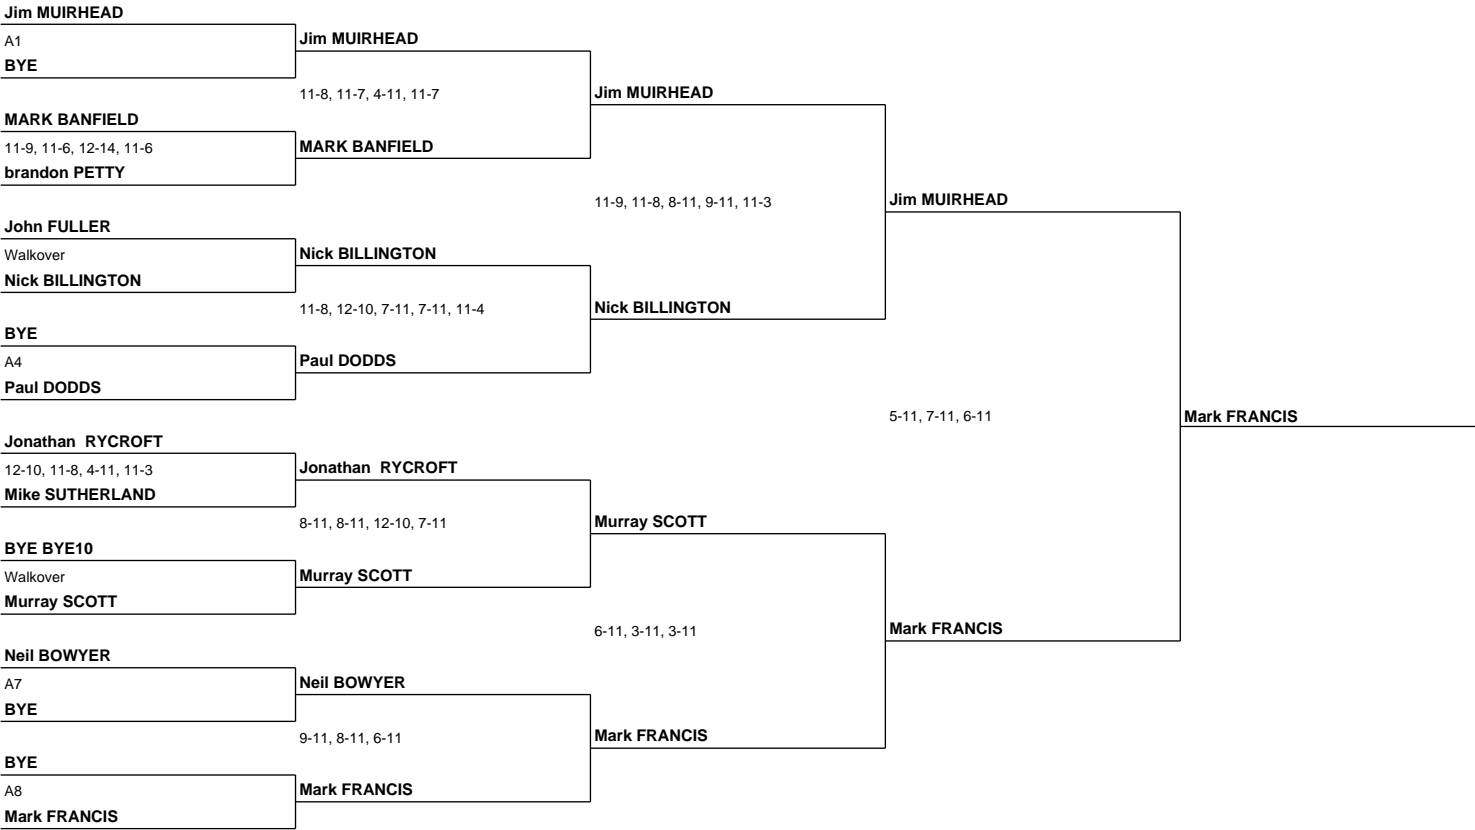 Jim MUIRHEAD
A1
BYE
MARK BANFIELD
11-9, 11-6, 12-14, 11-6
brandon PETTY
John FULLER
Walkover
Nick BILLINGTON
BYE
A4
Paul DODDS
Jonathan  RYCROFT
12-10, 11-8, 4-11, 11-3
Mike SUTHERLAND
BYE BYE10
Walkover
Murray SCOTT
Neil BOWYER
A7
BYE
BYE
A8
Mark FRANCIS
Jim MUIRHEAD
11-8, 11-7, 4-11, 11-7
MARK BANFIELD
Nick BILLINGTON
11-8, 12-10, 7-11, 7-11, 11-4
Paul DODDS
Jonathan  RYCROFT
8-11, 8-11, 12-10, 7-11
Murray SCOTT
Neil BOWYER
9-11, 8-11, 6-11
Mark FRANCIS
Jim MUIRHEAD
11-9, 11-8, 8-11, 9-11, 11-3
Nick BILLINGTON
Murray SCOTT
6-11, 3-11, 3-11
Mark FRANCIS
Jim MUIRHEAD
5-11, 7-11, 6-11
Mark FRANCIS
Mark FRANCIS